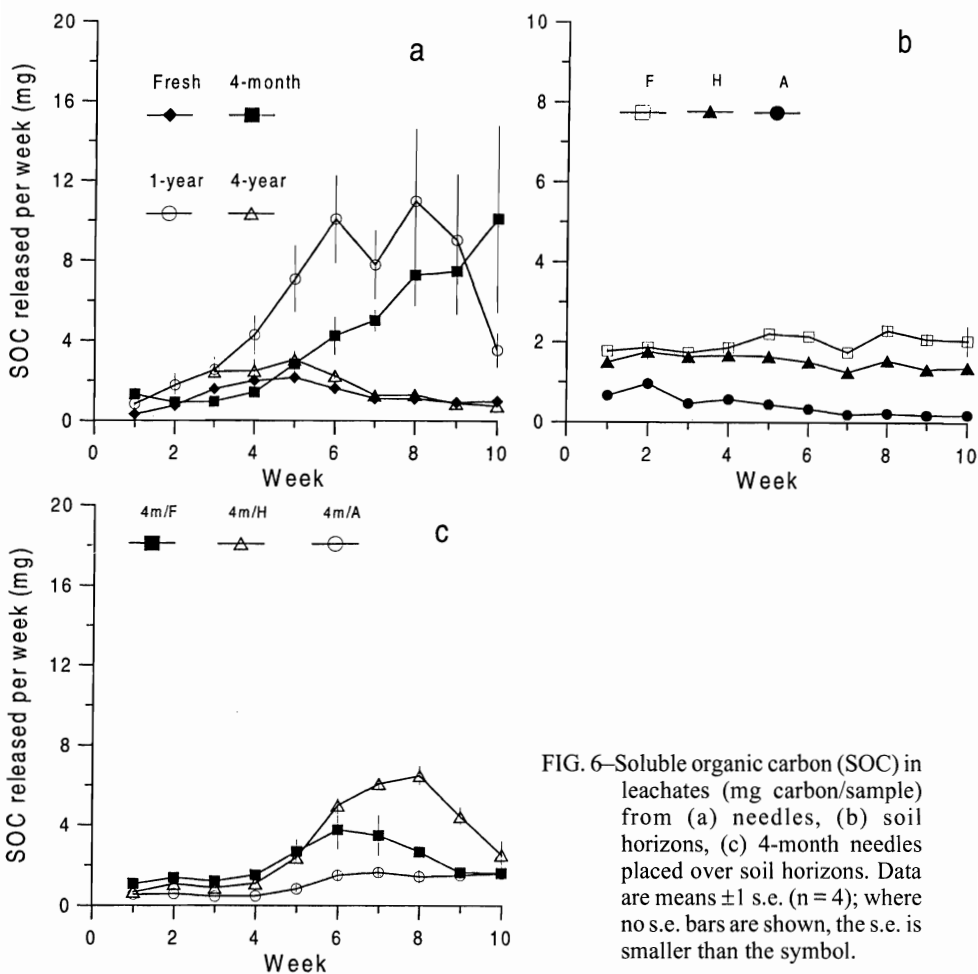 20
16
12
8
4
0
SOC released per week (mg)
a
Fresh 4-month
1-year 4-year
0 2 4 6 8 10
Week
10
8
6
4
2
0
b
F H A
0 2 4 6 8 10
Week
20
16
12
8
4
0
SOC released per week (mg)
4m/F 4m/H 4m/A
c
0 2 4 6 8 10
Week
FIG. 6–Soluble organic carbon (SOC) in
leachates (mg carbon/sample)
from (a) needles, (b) soil
horizons, (c) 4-month needles
placed over soil horizons. Data
are means ±1 s.e. (n = 4); where
no s.e. bars are shown, the s.e. is
smaller than the symbol.